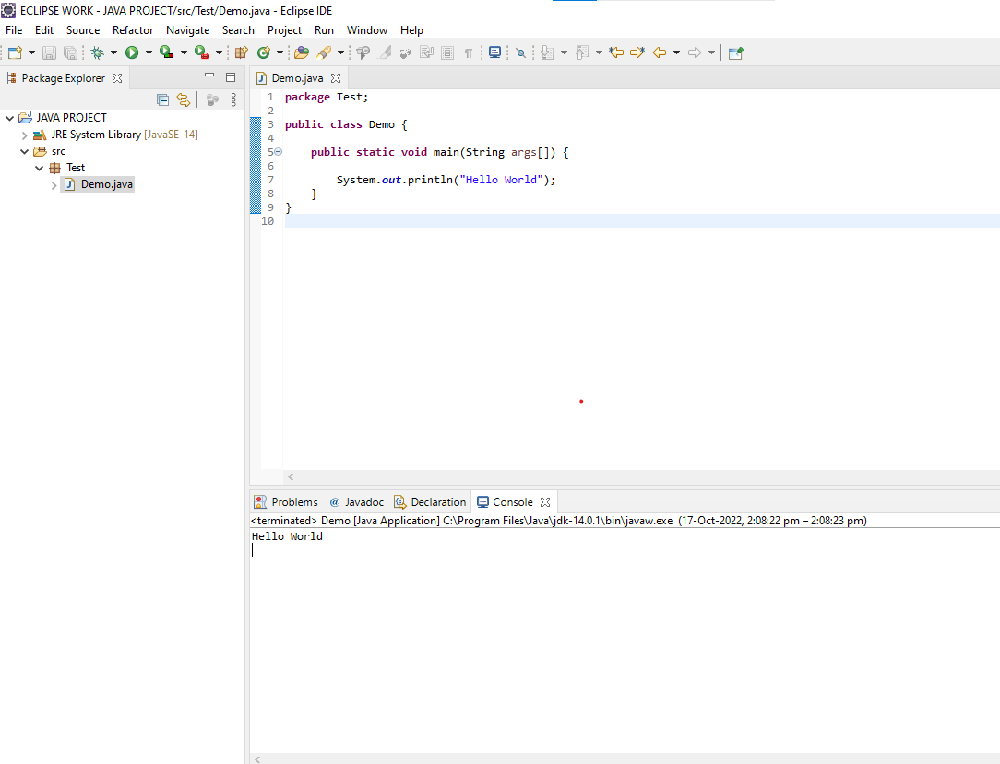 ECLIPSE WORK - JAVA PROJECT/src/Test/Demo.java - Eclipse IDE
File Edit Source Refactor Navigate Search Project Run Window Help
Package Explorer
JAVA PROJECT
JRE System Library [JavaSE-14]
src
Test
Demo.java
Demo.java
1 package Test;
2
3 public class Demo {
4
5 public static void main(String args[]) {
6
7 System.out.println("Hello World");
8 }
9 }
10
Problems @ Javadoc Declaration Console
<terminated> Demo [Java Application] C:\Program Files\Java\jdk-14.0.1\bin\javaw.exe (17-Oct-2022, 2:08:22 pm – 2:08:23 pm)
Hello World